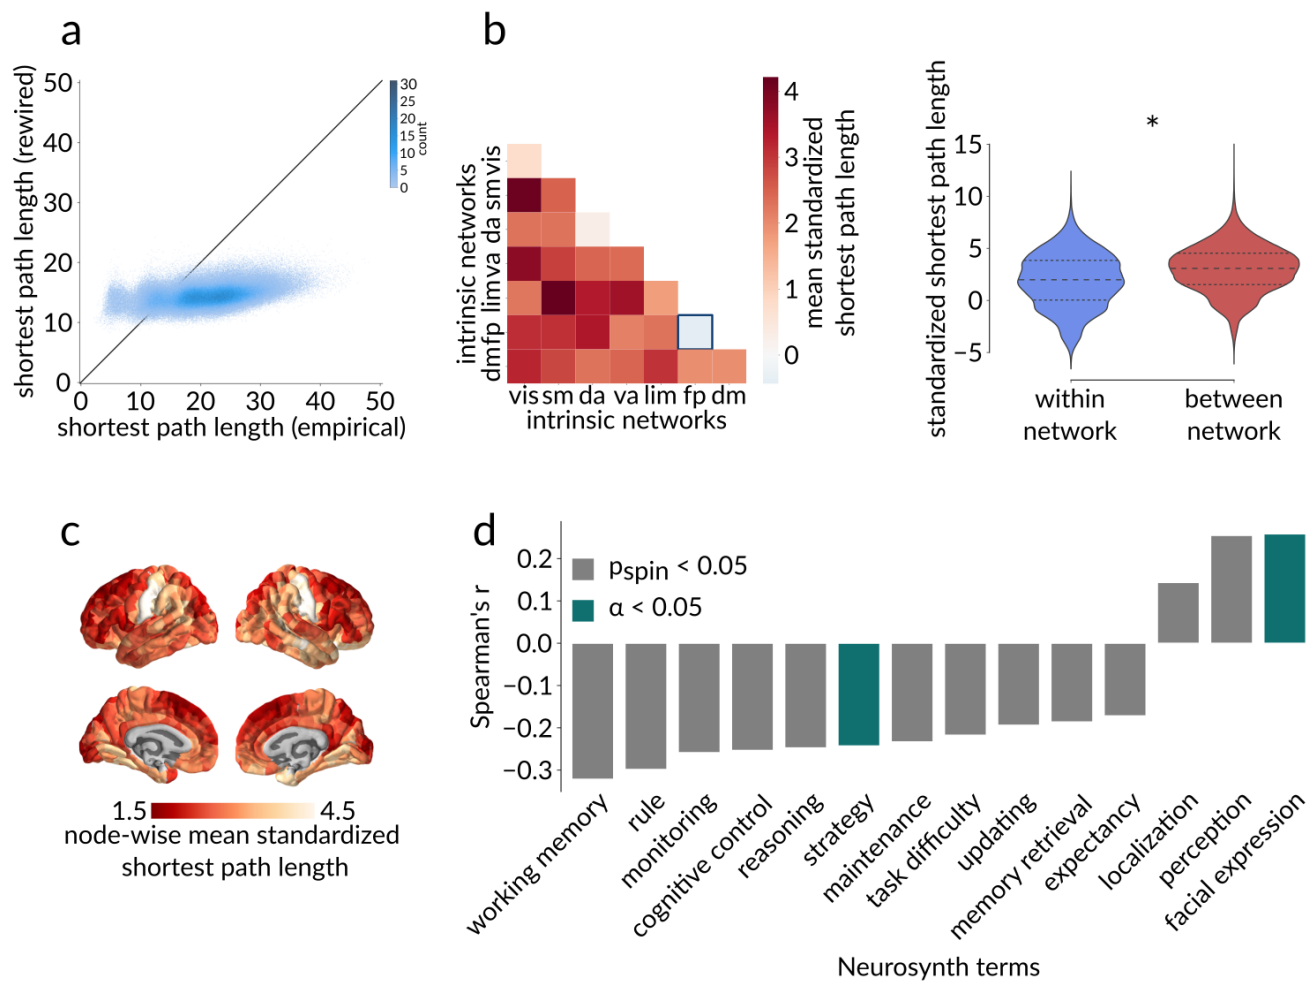 a
shortest path length (rewired)
50
40
30
20
10
0
0 10 20 30 40 50
shortest path length (empirical)
30
25
20
15
10
5
0
count
b
intrinsic networks
dm fp lim va da sm vis
vis sm da va lim fp dm
intrinsic networks
4
3
2
1
0
mean standardized
shortest path length
standardized shortest path length
15
10
5
0
−5
*
within
network
between
network
c
1.5 4.5
node-wise mean standardized
shortest path length
d
Spearman's r
0.2
0.1
0.0
−0.1
−0.2
−0.3
pspin < 0.05
α < 0.05
working memory
rule
monitoring
cognitive control
reasoning
strategy
maintenance
task difficulty
updating
memory retrieval
expectancy
localization
perception
facial expression
Neurosynth terms